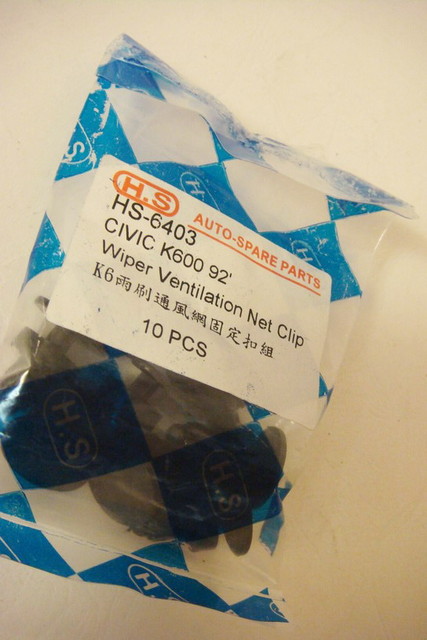 H.S AUTO-SPARE PARTS
HS-6403
CIVIC K600 92'
Wiper Ventilation Net Clip
K6雨刷通風網固定扣組
10 PCS
H.S
H.S
H.S
H.S
H.S